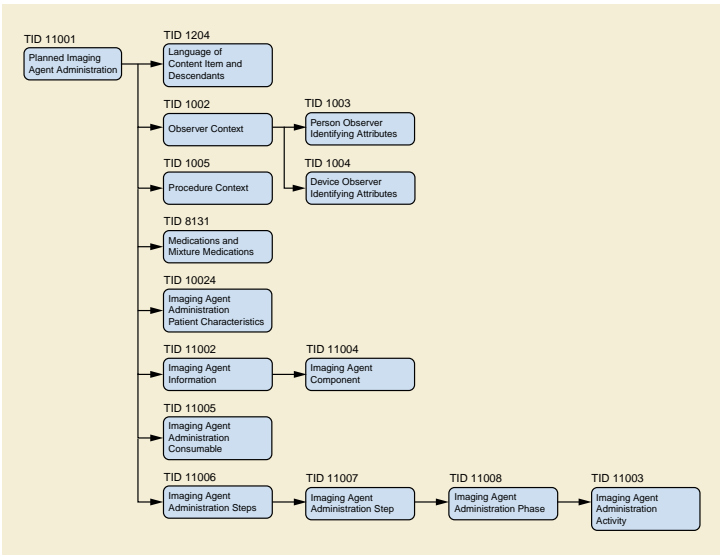 TID 11001
Planned Imaging
Agent Administration
TID 1204
Language of
Content Item and
Descendants
TID 1002
Observer Context
TID 1003
Person Observer
Identifying Attributes
TID 1005
Procedure Context
TID 1004
Device Observer
Identifying Attributes
TID 8131
Medications and
Mixture Medications
TID 10024
Imaging Agent
Administration
Patient Characteristics
TID 11002
Imaging Agent
Information
TID 11004
Imaging Agent
Component
TID 11005
Imaging Agent
Administration
Consumable
TID 11006
Imaging Agent
Administration Steps
TID 11007
Imaging Agent
Administration Step
TID 11008
Imaging Agent
Administration Phase
TID 11003
Imaging Agent
Administration
Activity